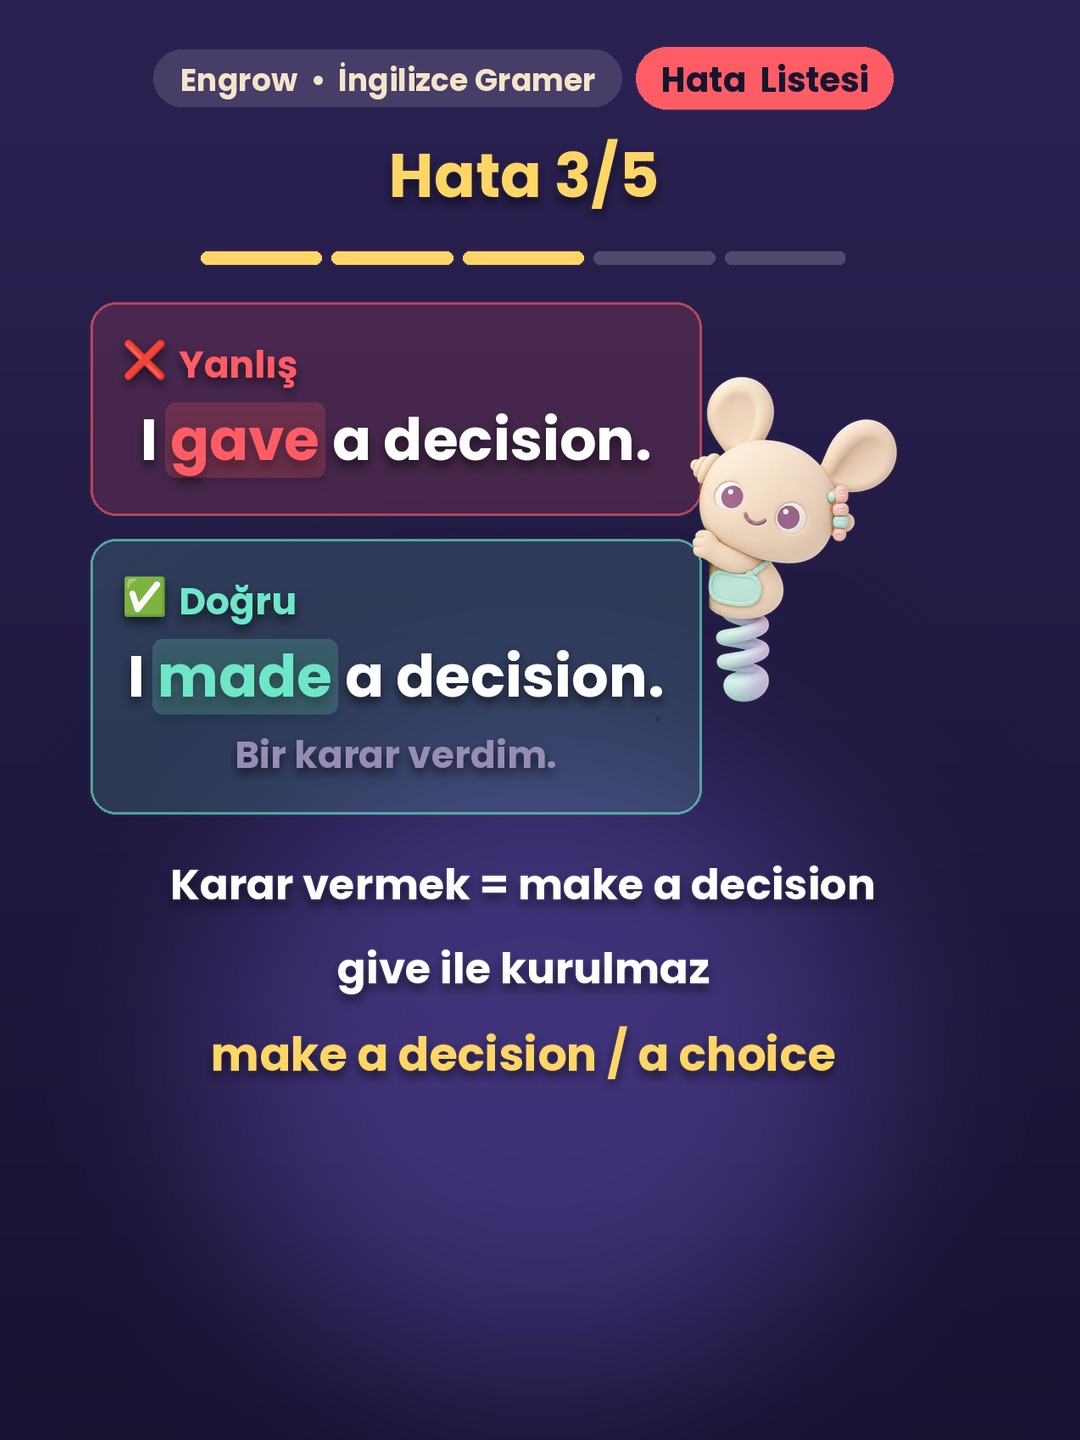 Engrow • İngilizce Gramer
Hata Listesi
Hata 3/5
❌ Yanlış
I gave a decision.
✅ Doğru
I made a decision.
Bir karar verdim.
Karar vermek = make a decision
give ile kurulmaz
make a decision / a choice